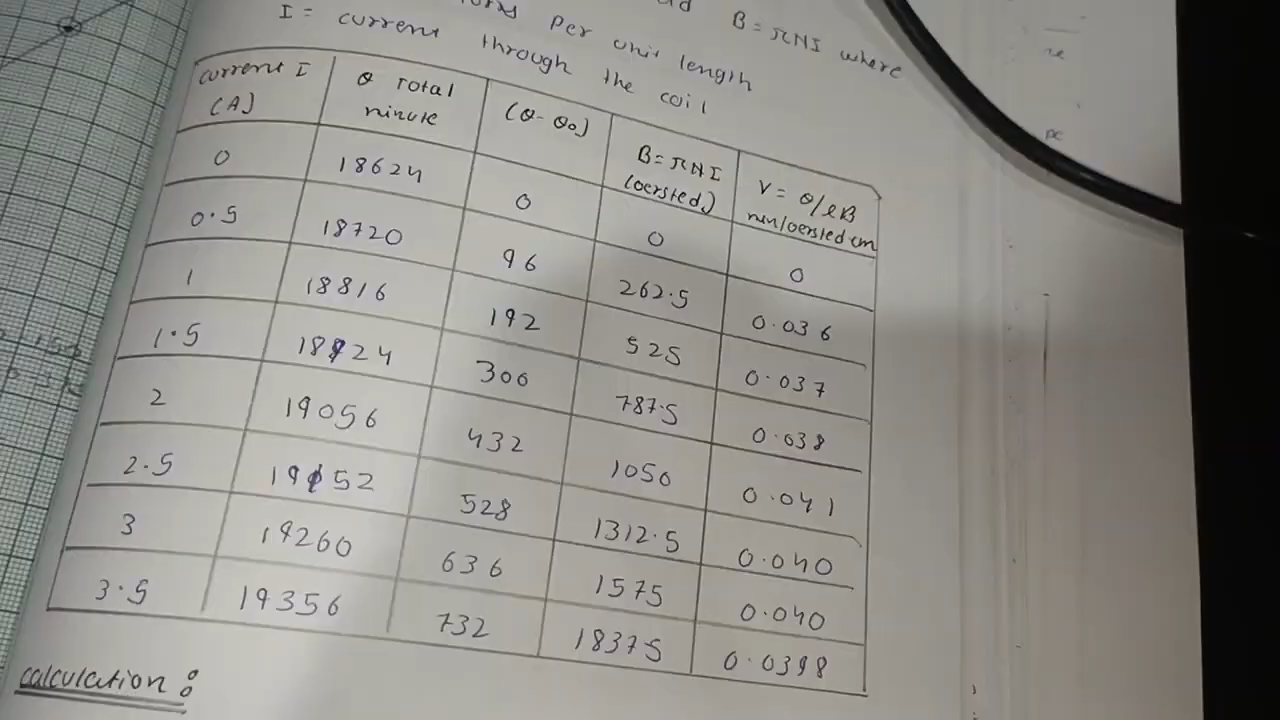 B = πNI where
per unit length
I = current through the coil
current I (A) | θ Total minute | (θ - θ0) | B = πNI (oersted) | V = θ/lB min/oersted cm
0 | 18624 | 0 | 0 | 0
0.5 | 18720 | 96 | 262.5 | 0.036
1 | 18816 | 192 | 525 | 0.037
1.5 | 18924 | 300 | 787.5 | 0.038
2 | 19056 | 432 | 1050 | 0.041
2.5 | 19152 | 528 | 1312.5 | 0.040
3 | 19260 | 636 | 1575 | 0.040
3.5 | 19356 | 732 | 1837.5 | 0.0398
calculation :